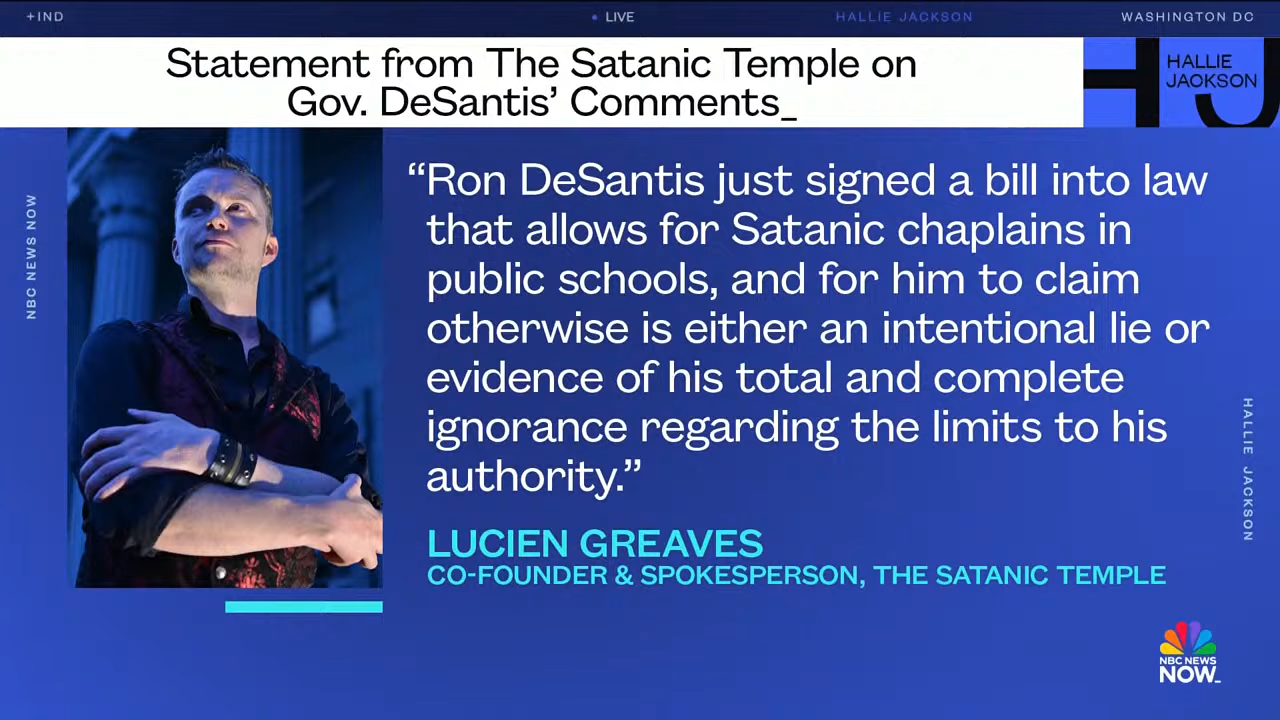 +IND
• LIVE
HALLIE JACKSON
WASHINGTON DC
Statement from The Satanic Temple on
Gov. DeSantis’ Comments_
HALLIE
JACKSON
HJ
NBC NEWS NOW
“Ron DeSantis just signed a bill into law
that allows for Satanic chaplains in
public schools, and for him to claim
otherwise is either an intentional lie or
evidence of his total and complete
ignorance regarding the limits to his
authority.”
LUCIEN GREAVES
CO-FOUNDER & SPOKESPERSON, THE SATANIC TEMPLE
HALLIE JACKSON
NBC NEWS
NOW_